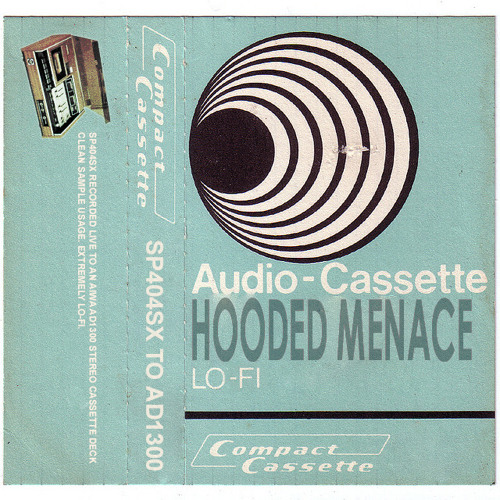 SP404SX RECORDED LIVE TO AN AIWA AD1300 STEREO CASSETTE DECK
CLEAN SAMPLE USAGE. EXTREMELY LO-FI.
Compact
Cassette
SP404SX TO AD1300
Audio-Cassette
HOODED MENACE
LO-FI
Compact
Cassette